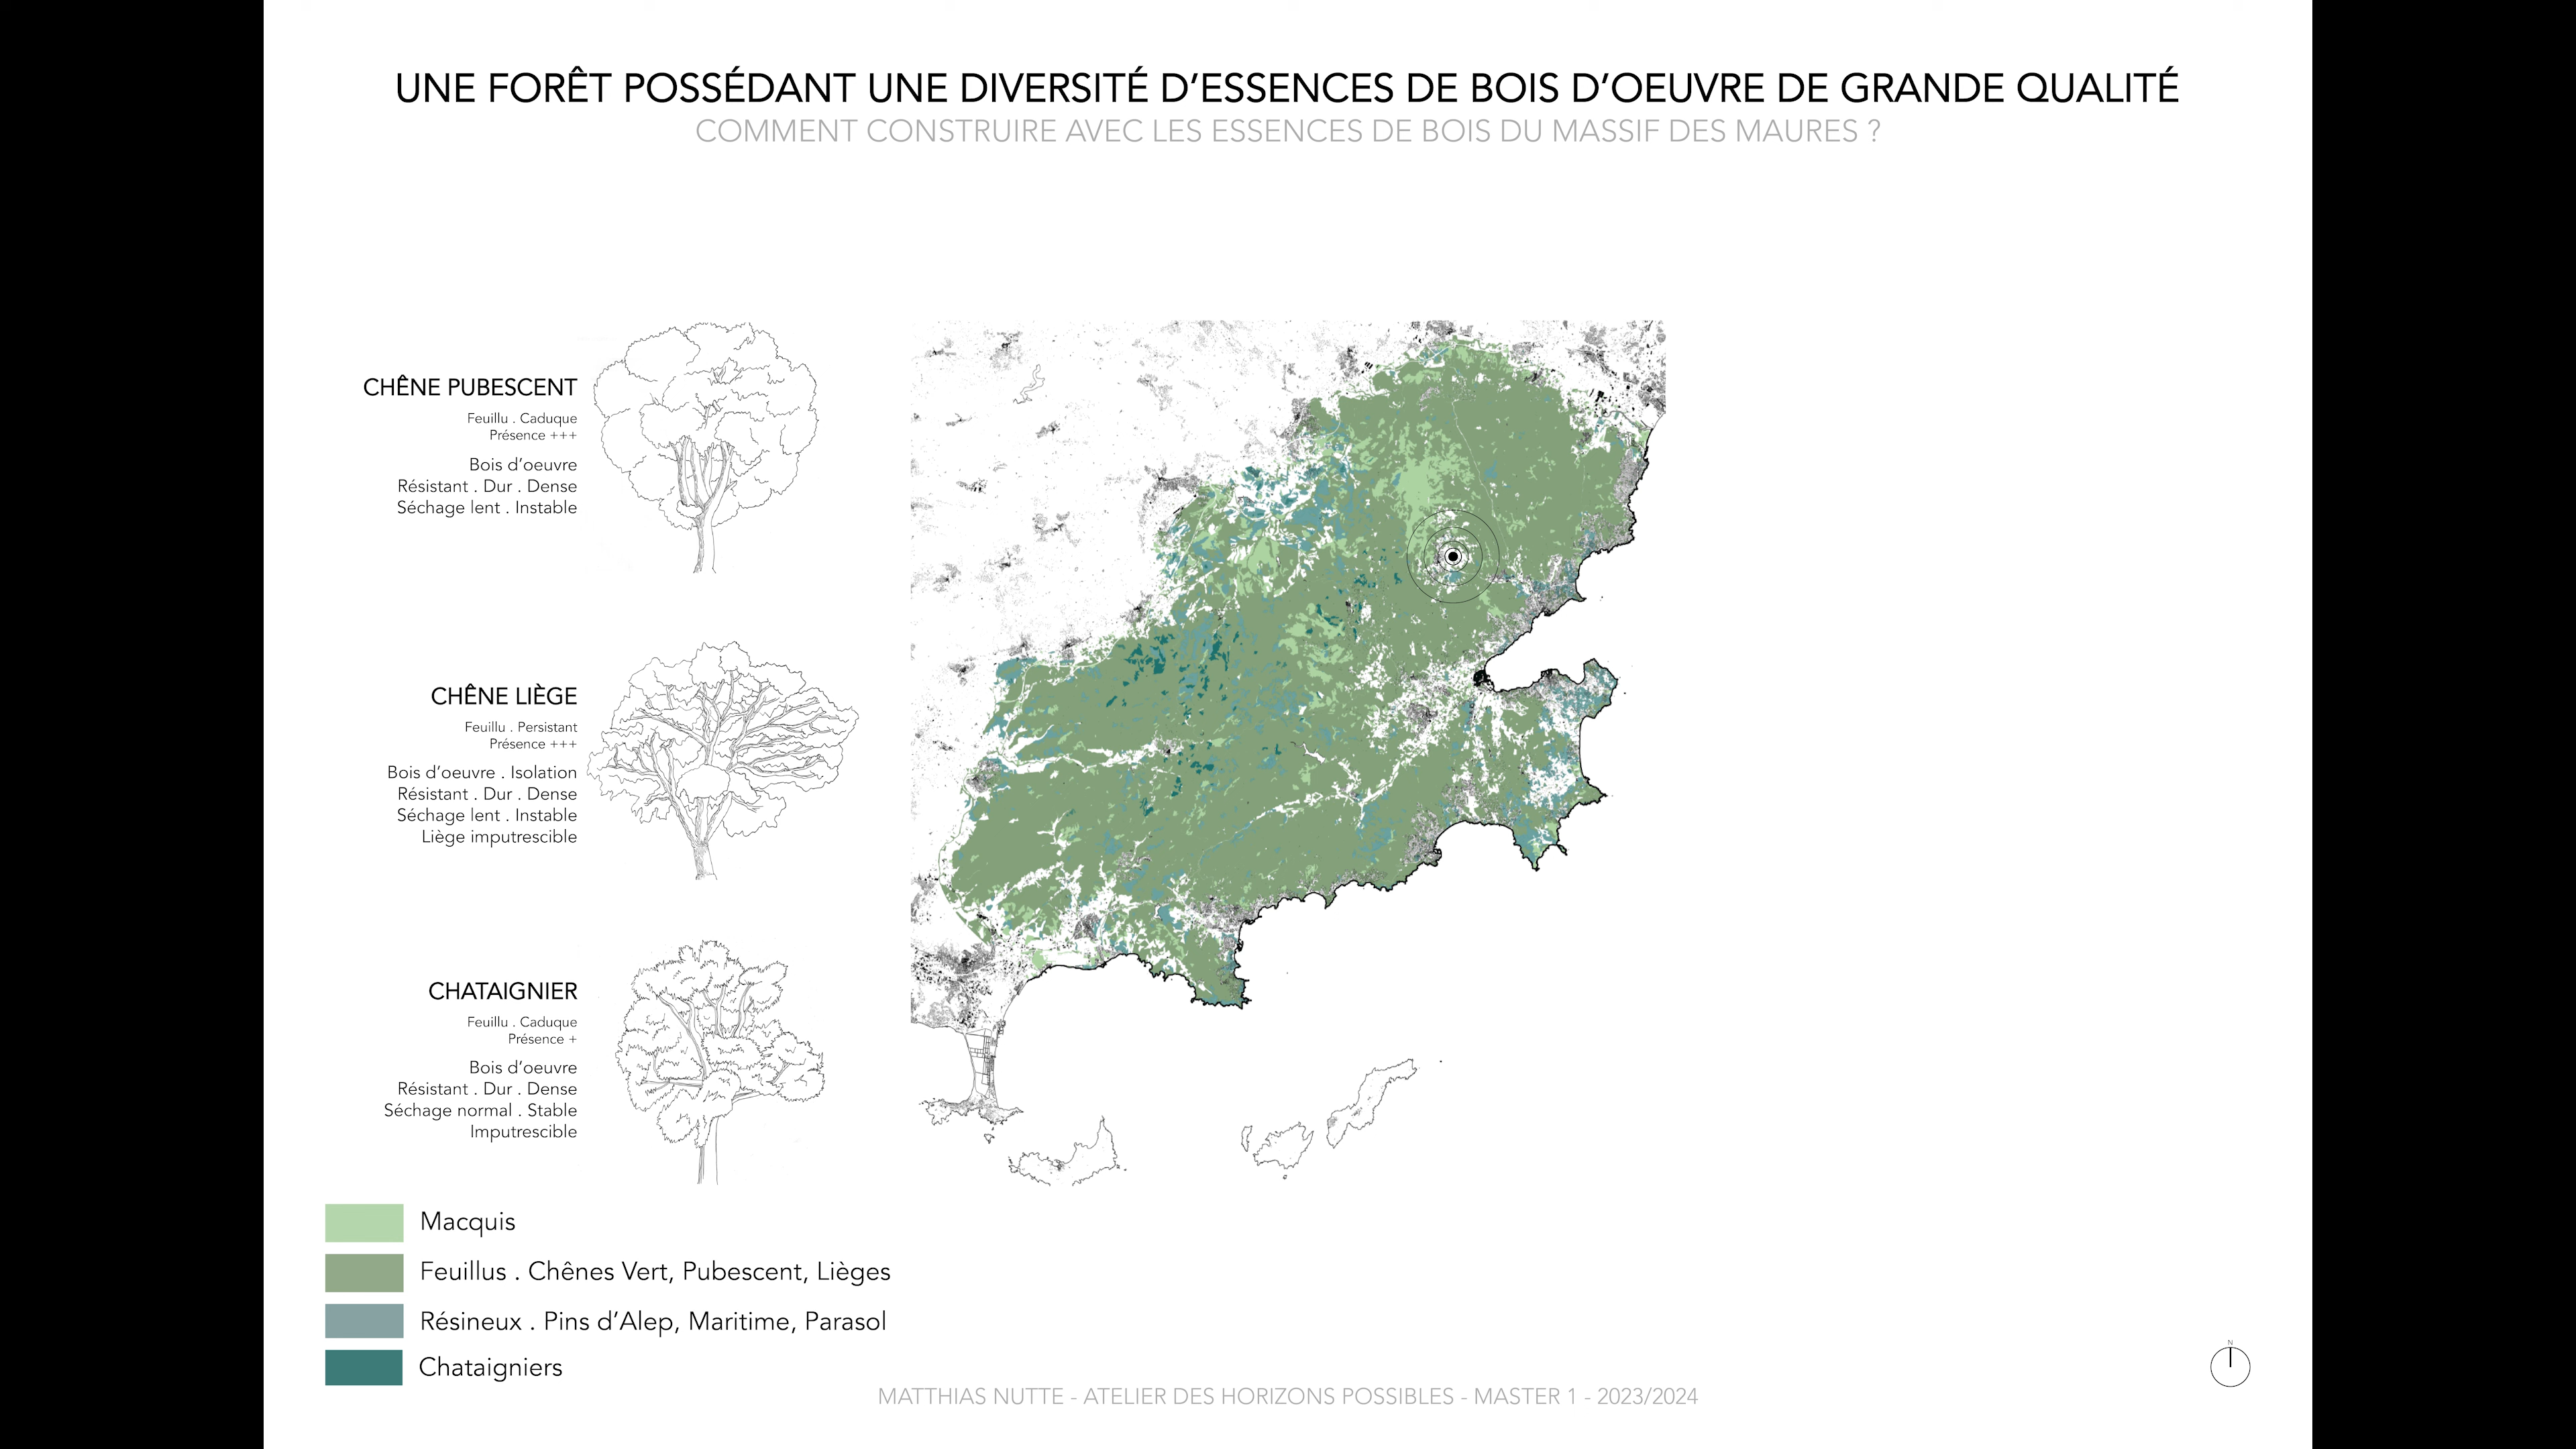 UNE FORÊT POSSÉDANT UNE DIVERSITÉ D'ESSENCES DE BOIS D'OEUVRE DE GRANDE QUALITÉ
COMMENT CONSTRUIRE AVEC LES ESSENCES DE BOIS DU MASSIF DES MAURES ?
CHÊNE PUBESCENT
Feuillu . Caduque
Présence +++
Bois d'oeuvre
Résistant . Dur . Dense
Séchage lent . Instable
CHÊNE LIÈGE
Feuillu . Persistant
Présence +++
Bois d'oeuvre . Isolation
Résistant . Dur . Dense
Séchage lent . Instable
Liège imputrescible
CHATAIGNIER
Feuillu . Caduque
Présence +
Bois d'oeuvre
Résistant . Dur . Dense
Séchage normal . Stable
Imputrescible
Macquis
Feuillus . Chênes Vert, Pubescent, Lièges
Résineux . Pins d'Alep, Maritime, Parasol
Chataigniers
N
MATTHIAS NUTTE - ATELIER DES HORIZONS POSSIBLES - MASTER 1 - 2023/2024